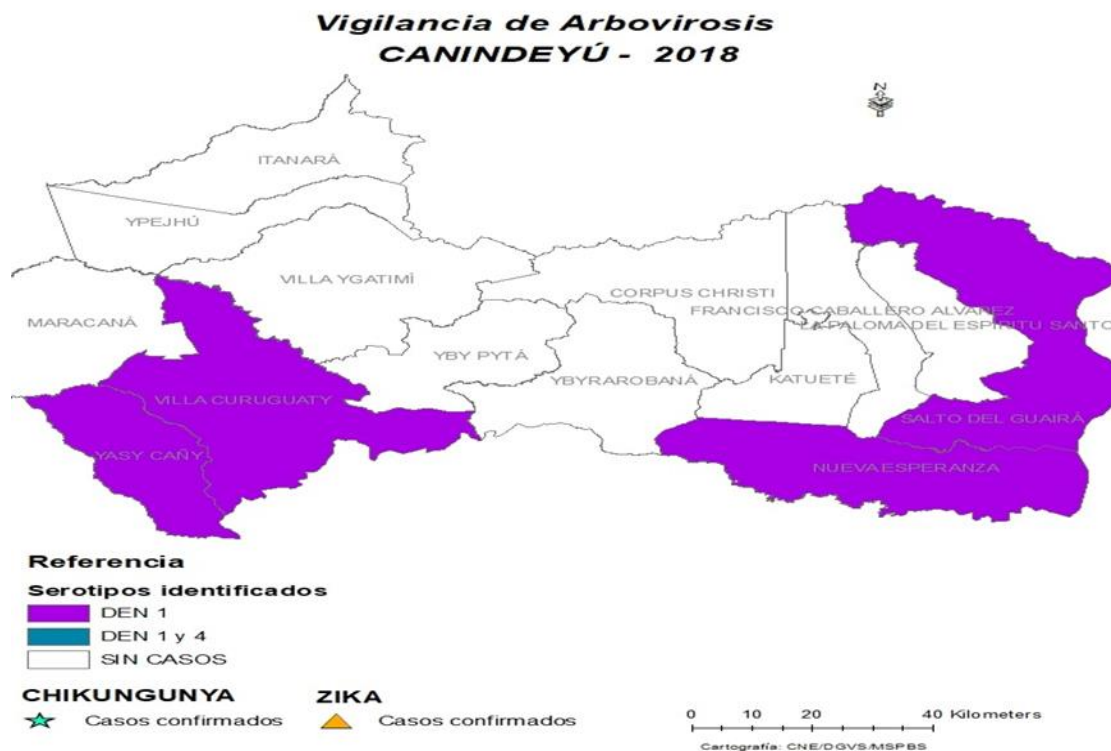 Vigilancia de Arbovirosis
CANINDEYÚ - 2018
N
ITANARÁ
YPEJHÚ
VILLA YGATIMÍ
CORPUS CHRISTI
MARACANÁ
FRANCISCO CABALLERO ALVAREZ
LA PALOMA DEL ESPÍRITU SANTO
YBY PYTÁ
YBYRAROBANÁ
KATUETÉ
VILLA CURUGUATY
SALTO DEL GUAIRÁ
YASY CAÑY
NUEVA ESPERANZA
Referencia
Serotipos identificados
DEN 1
DEN 1 y 4
SIN CASOS
CHIKUNGUNYA
ZIKA
Casos confirmados
Casos confirmados
0 10 20 40 Kilometers
Cartografía: CNE/DGVS/MSPBS